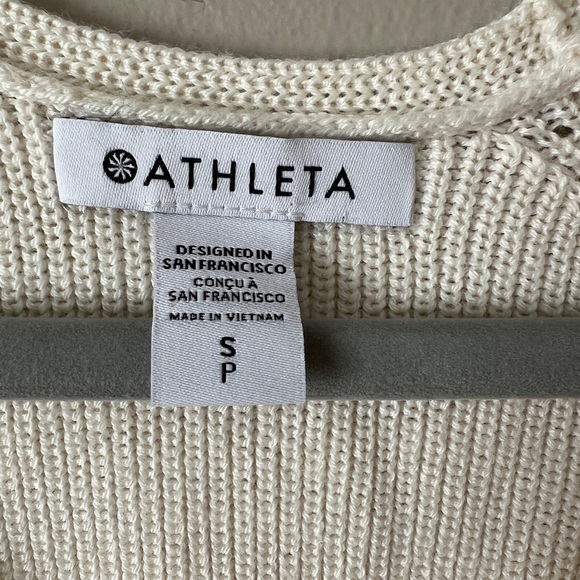 ATHLETA
DESIGNED IN
SAN FRANCISCO
CONÇU À
SAN FRANCISCO
MADE IN VIETNAM
S
P